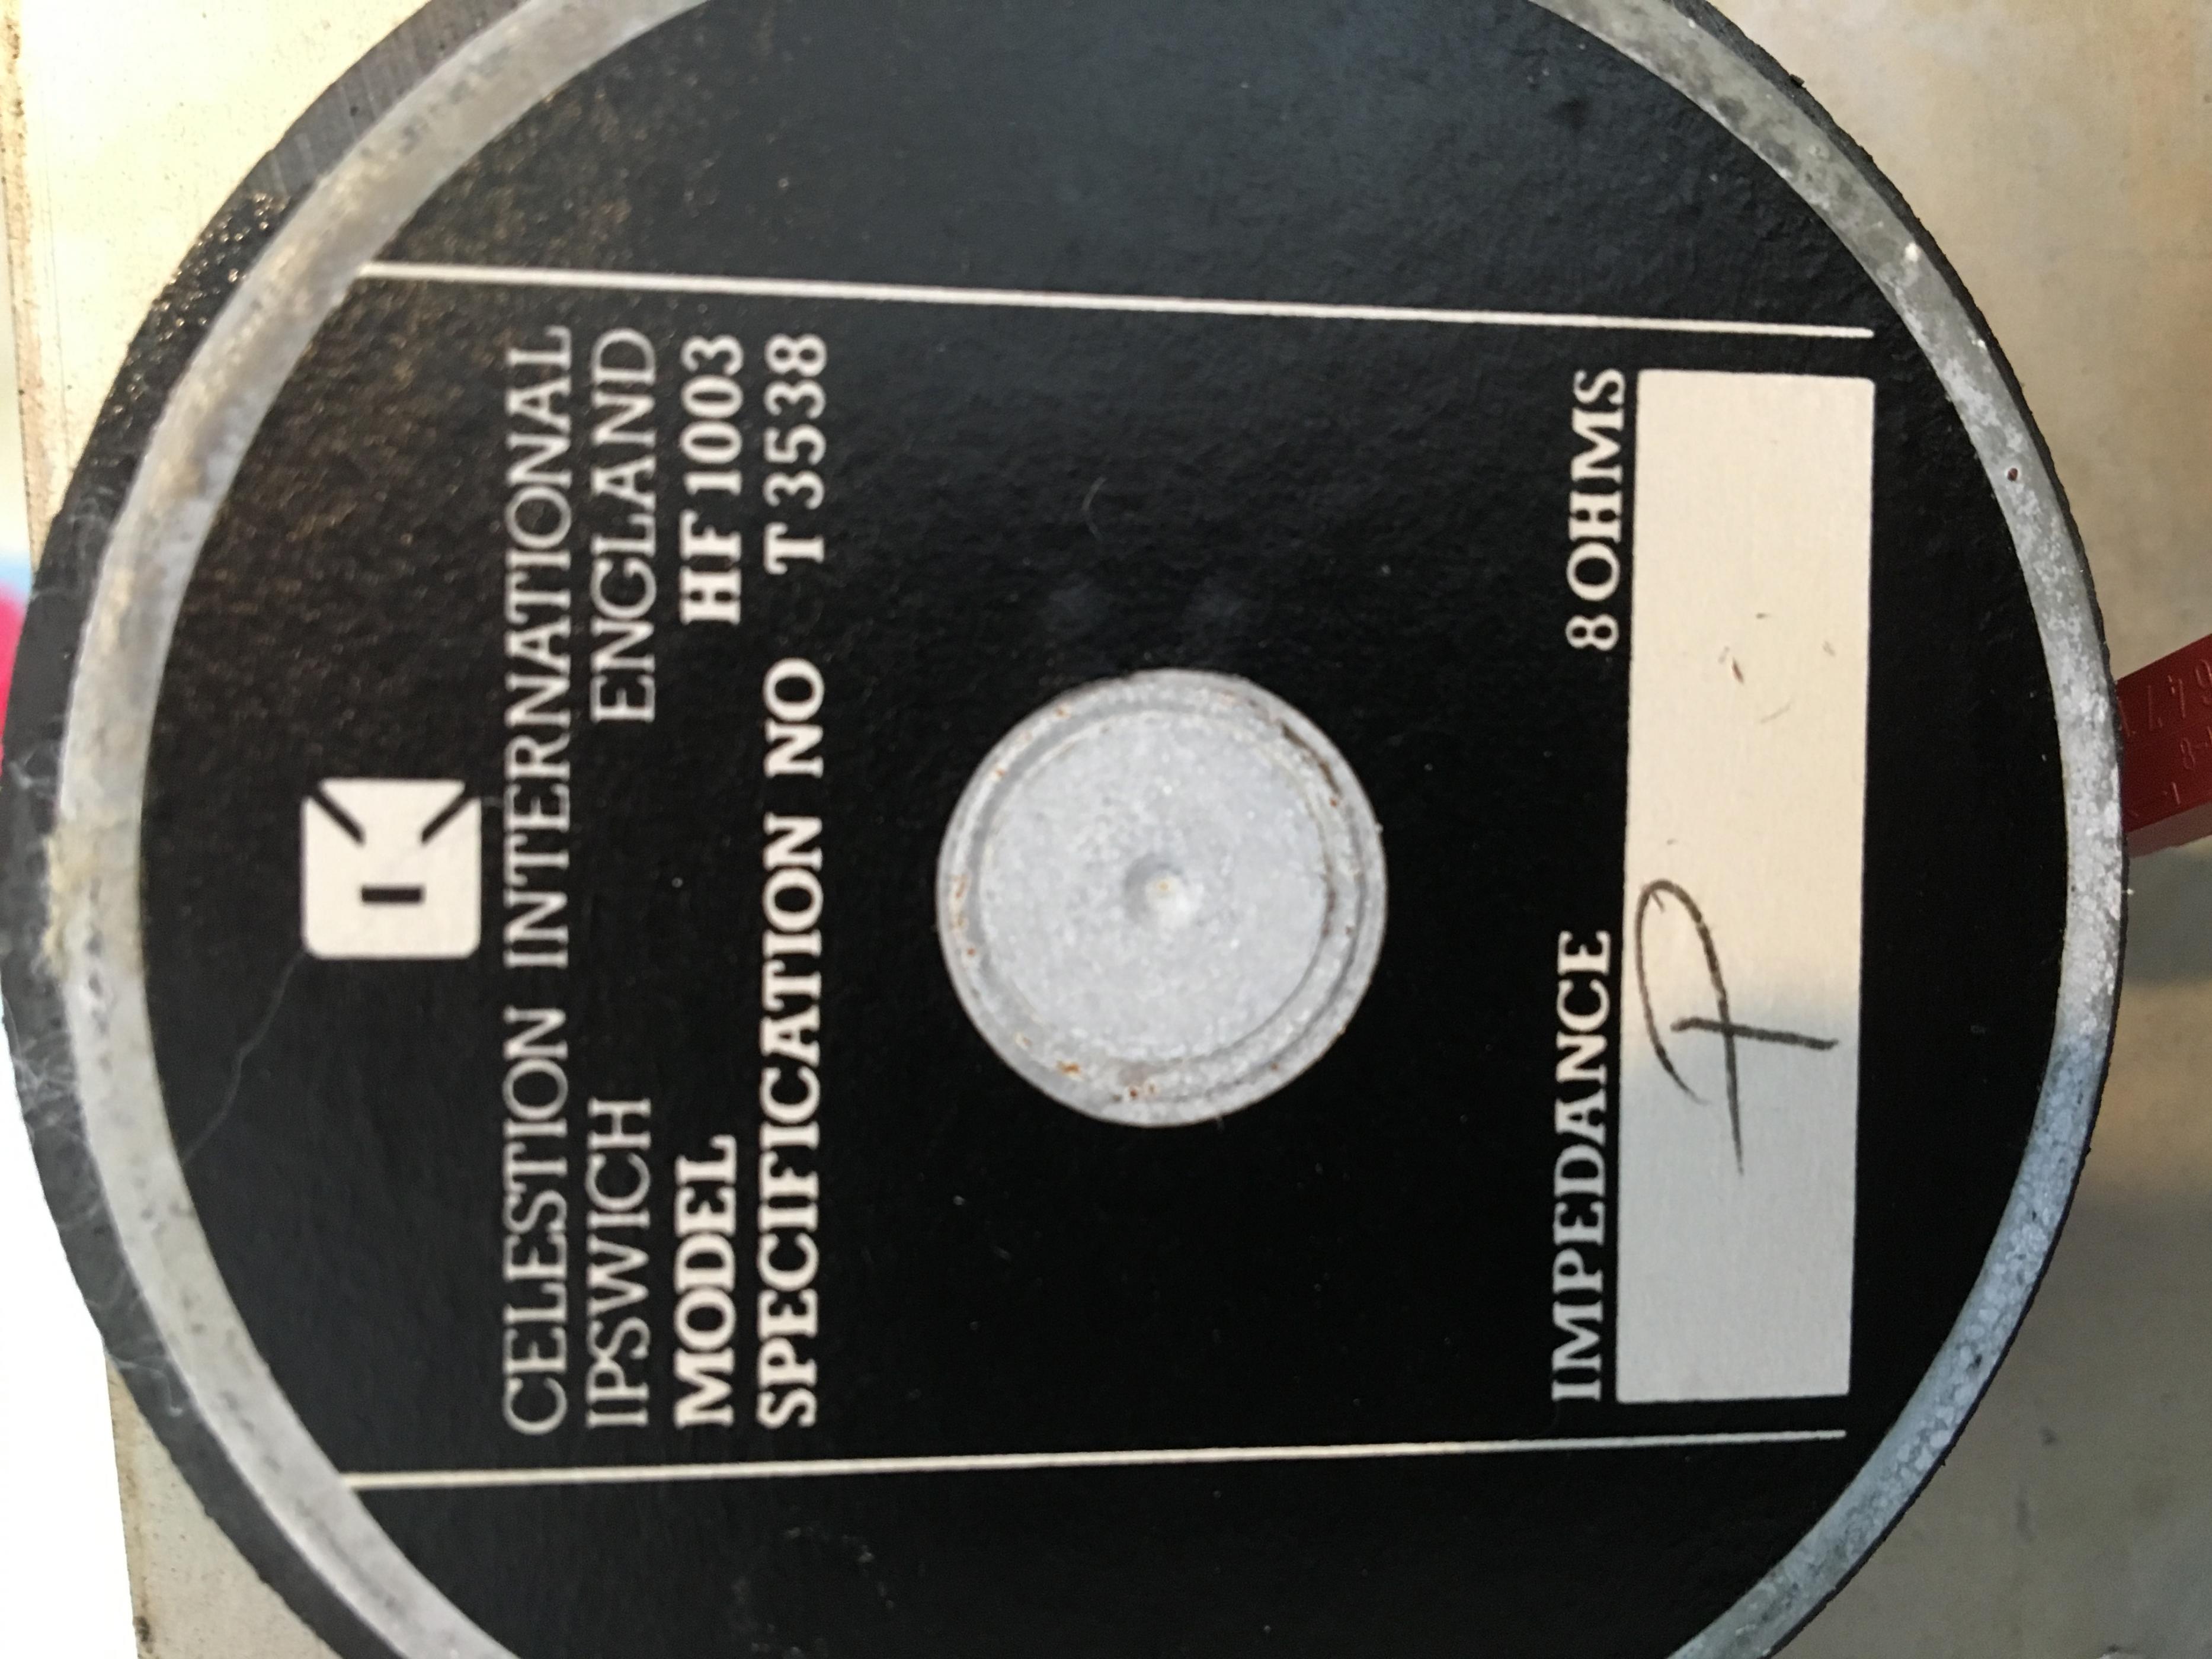 CELESTION INTERNATIONAL
IPSWICH ENGLAND
MODEL HF 1003
SPECIFICATION NO T 3538
IMPEDANCE 8 OHMS